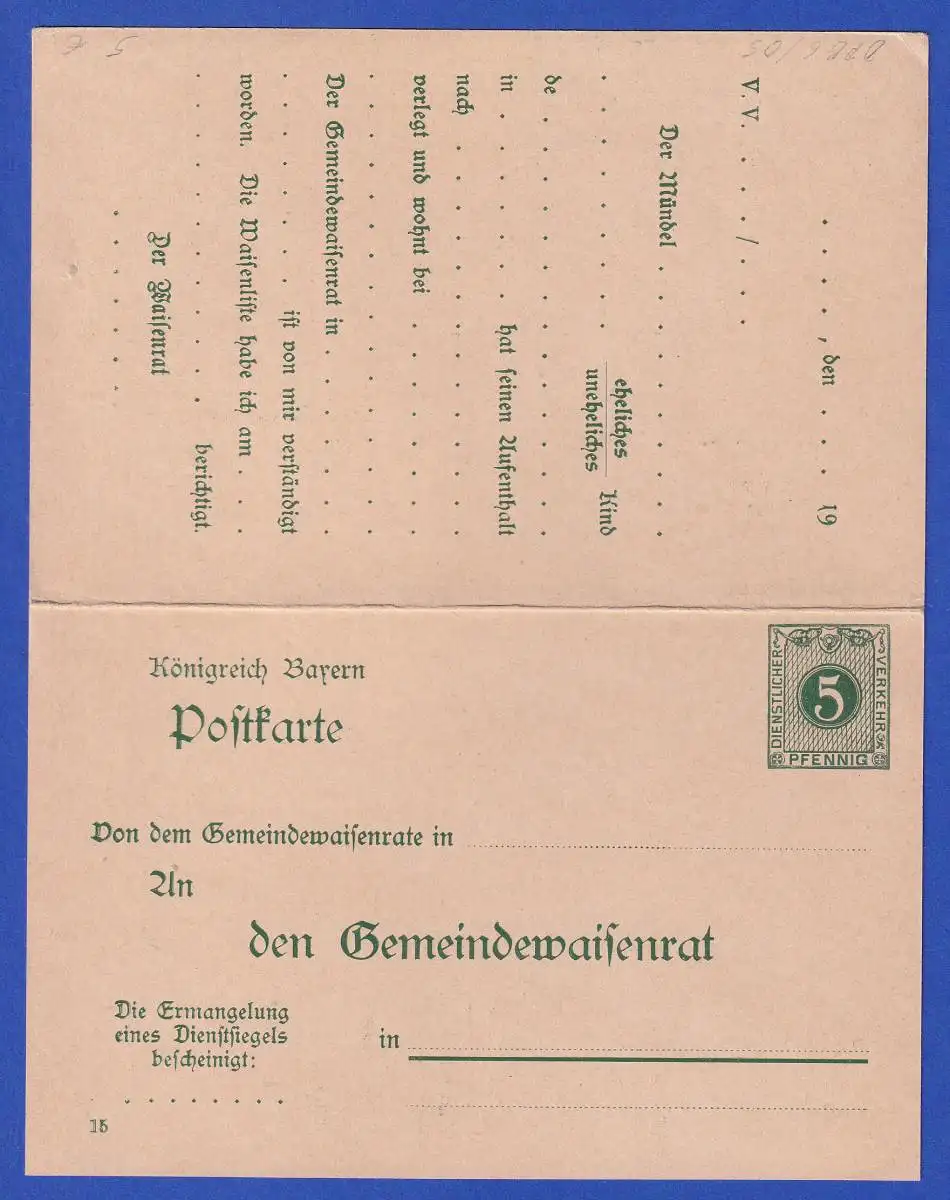 . . . . . , den . . . 19
V. V. . . . / . . . .
Der Mündel . . . . . . . . .
. . . . . . . . eheliches
uneheliches Kind
de . . . . . . . . . . . .
in . . . . . . hat seinen Aufenthalt
nach . . . . . . . . . . . .
verlegt und wohnt bei . . . . . . .
. . . . . . . . . . . . .
Der Gemeindewaisenrat in . . . . . .
. . . . . . ist von mir verständigt
worden. Die Waisenliste habe ich am . . .
. . . . . . . . . berichtigt.
Der Waisenrat
. . . . . . .
Königreich Bayern
Postkarte
DIENSTLICHER
VERKEHR
5
PFENNIG
Von dem Gemeindewaisenrate in
An
den Gemeindewaisenrat
Die Ermangelung
eines Dienstsiegels
bescheinigt:
in
. . . . . . . . .
15
5 €